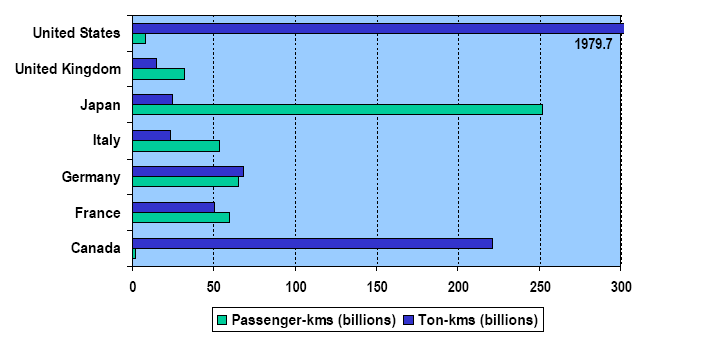 United States
1979.7
United Kingdom
Japan
Italy
Germany
France
Canada
0 50 100 150 200 250 300
Passenger-kms (billions) Ton-kms (billions)